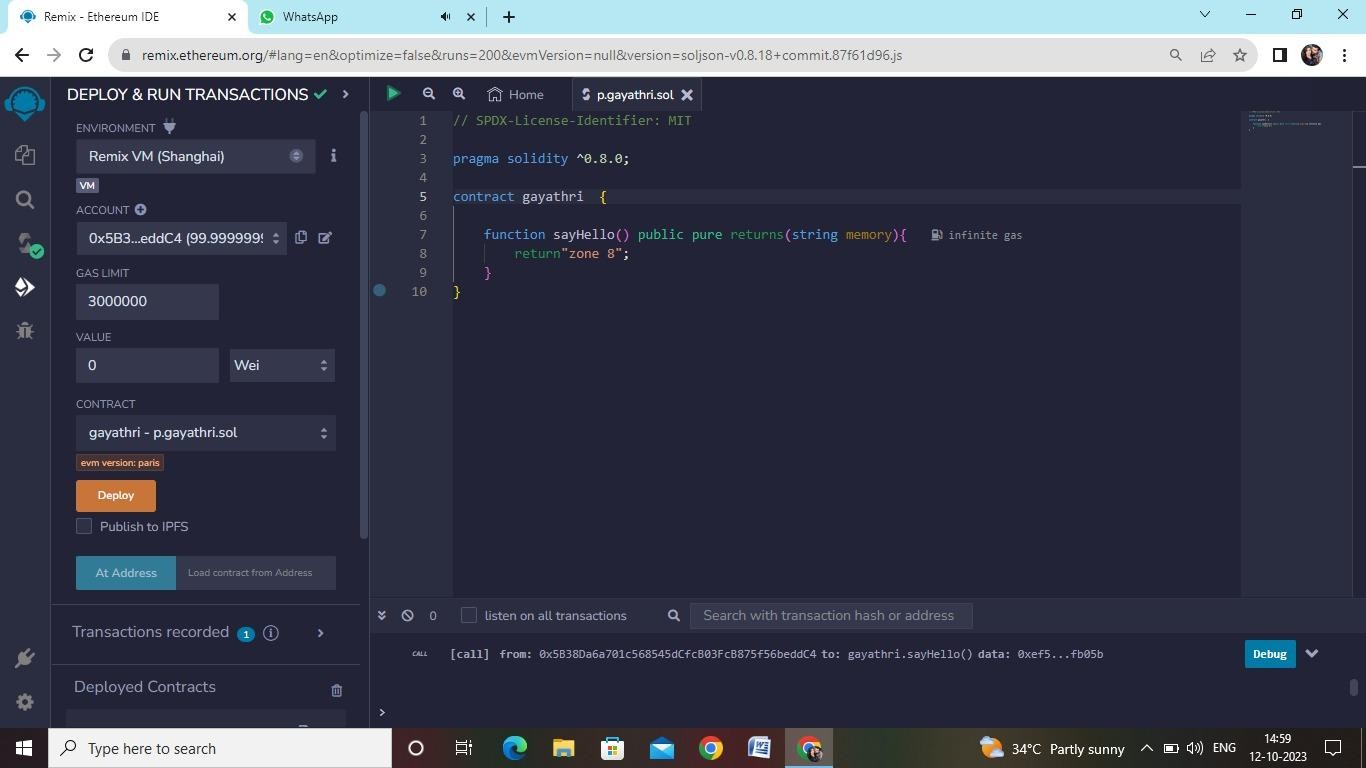 Remix - Ethereum IDE
WhatsApp
remix.ethereum.org/#lang=en&optimize=false&runs=200&evmVersion=null&version=soljson-v0.8.18+commit.87f61d96.js
DEPLOY & RUN TRANSACTIONS
ENVIRONMENT
Remix VM (Shanghai)
VM
ACCOUNT
0x5B3...eddC4 (99.9999999
GAS LIMIT
3000000
VALUE
0
Wei
CONTRACT
gayathri - p.gayathri.sol
evm version: paris
Deploy
Publish to IPFS
At Address
Load contract from Address
Transactions recorded 1
Deployed Contracts
Home
p.gayathri.sol
1 // SPDX-License-Identifier: MIT
2
3 pragma solidity ^0.8.0;
4
5 contract gayathri  {
6
7     function sayHello() public pure returns(string memory){ infinite gas
8         return"zone 8";
9     }
10 }
0
listen on all transactions
Search with transaction hash or address
CALL [call] from: 0x5B38Da6a701c568545dCfcB03FcB875f56beddC4 to: gayathri.sayHello() data: 0xef5...fb05b
Debug
>
Type here to search
34°C Partly sunny
ENG
14:59
12-10-2023